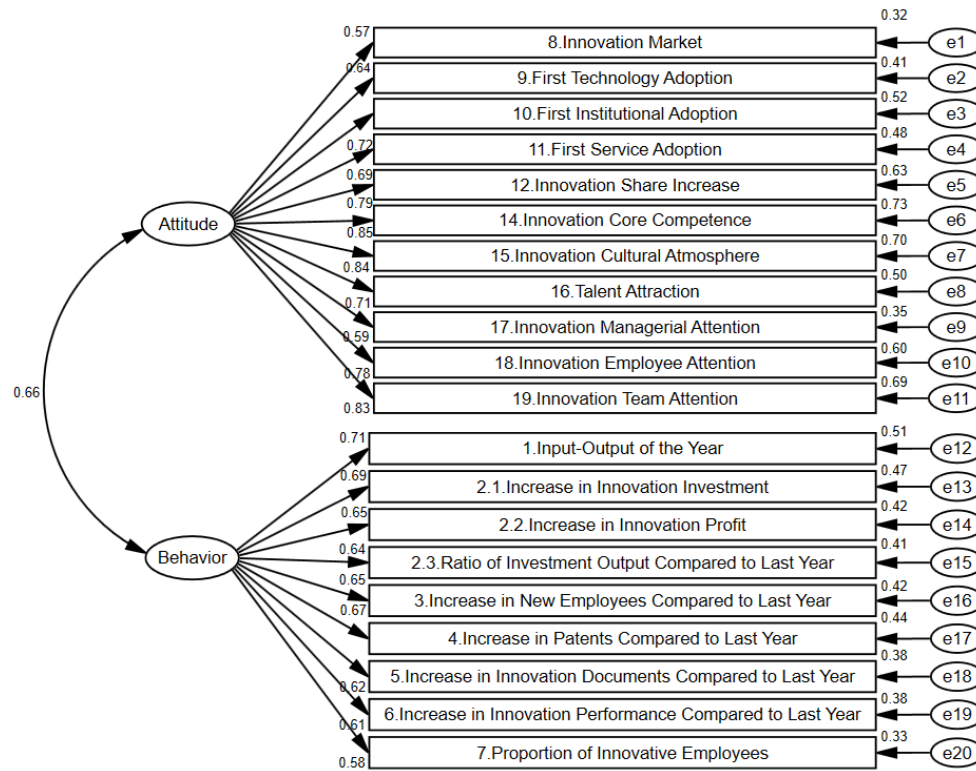 0.32
0.57
8.Innovation Market
e1
0.41
0.64
9.First Technology Adoption
e2
0.52
10.First Institutional Adoption
e3
0.48
0.72
11.First Service Adoption
e4
0.63
0.69
12.Innovation Share Increase
e5
0.73
0.79
14.Innovation Core Competence
e6
Attitude
0.70
0.85
15.Innovation Cultural Atmosphere
e7
0.50
0.84
16.Talent Attraction
e8
0.35
0.71
17.Innovation Managerial Attention
e9
0.60
0.59
18.Innovation Employee Attention
e10
0.69
0.78
19.Innovation Team Attention
e11
0.83
0.66
0.51
0.71
1.Input-Output of the Year
e12
0.47
0.69
2.1.Increase in Innovation Investment
e13
0.42
0.65
2.2.Increase in Innovation Profit
e14
0.41
0.64
2.3.Ratio of Investment Output Compared to Last Year
e15
Behavior
0.42
0.65
3.Increase in New Employees Compared to Last Year
e16
0.44
0.67
4.Increase in Patents Compared to Last Year
e17
0.38
5.Increase in Innovation Documents Compared to Last Year
e18
0.62
0.38
6.Increase in Innovation Performance Compared to Last Year
e19
0.61
0.33
7.Proportion of Innovative Employees
e20
0.58